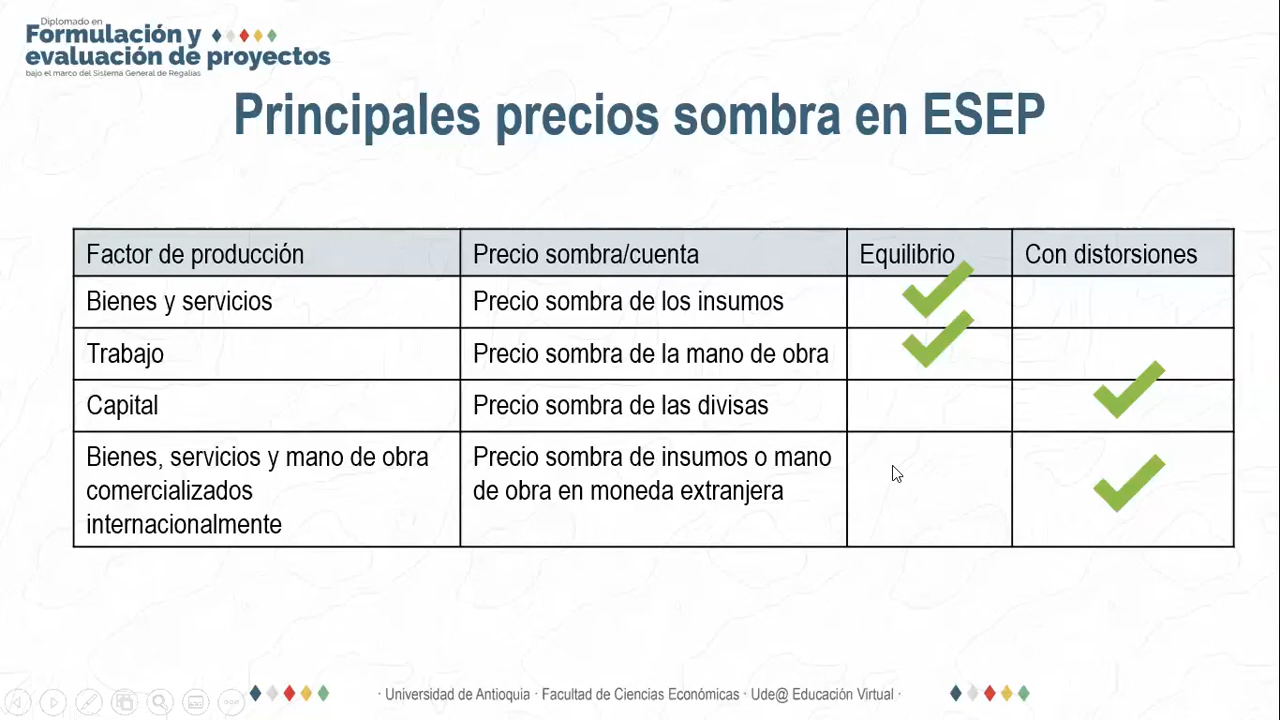 Diplomado en
Formulación y
evaluación de proyectos
bajo el marco del Sistema General de Regalías
Principales precios sombra en ESEP
Factor de producción
Precio sombra/cuenta
Equilibrio
Con distorsiones
Bienes y servicios
Precio sombra de los insumos
Trabajo
Precio sombra de la mano de obra
Capital
Precio sombra de las divisas
Bienes, servicios y mano de obra
comercializados
internacionalmente
Precio sombra de insumos o mano
de obra en moneda extranjera
· Universidad de Antioquia · Facultad de Ciencias Económicas · Ude@ Educación Virtual ·